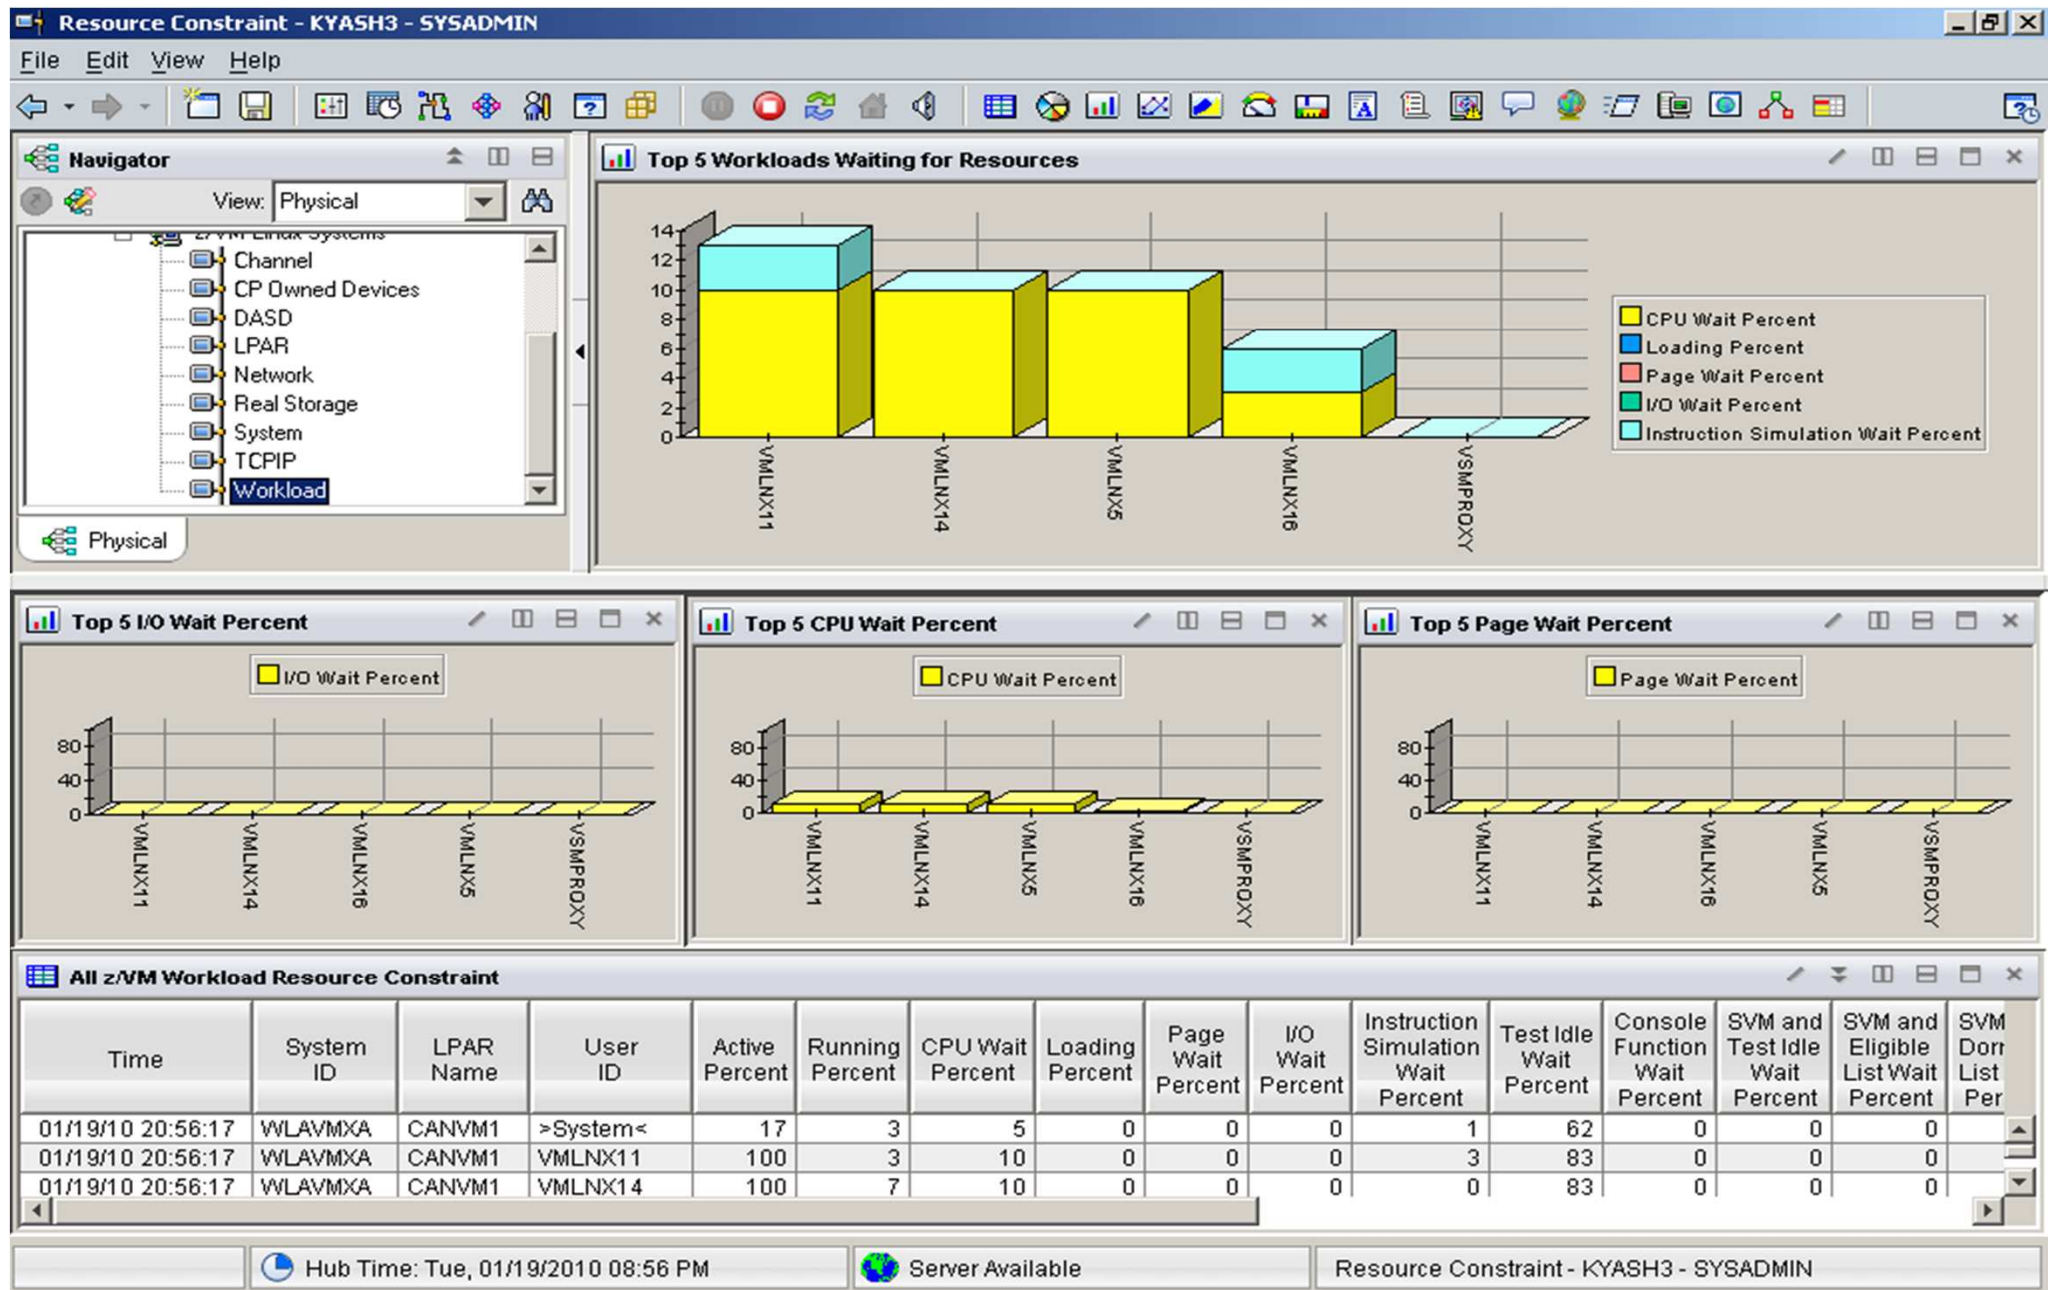 Resource Constraint - KYASH3 - SYSADMIN
File Edit View Help
Navigator
View: Physical
z/VM Linux Systems
Channel
CP Owned Devices
DASD
LPAR
Network
Real Storage
System
TCPIP
Workload
Physical
Top 5 Workloads Waiting for Resources
14
12
10
8
6
4
2
0
VMLNX11
VMLNX14
VMLNX5
VMLNX16
VSMPROXY
CPU Wait Percent
Loading Percent
Page Wait Percent
I/O Wait Percent
Instruction Simulation Wait Percent
Top 5 I/O Wait Percent
I/O Wait Percent
80
40
0
VMLNX11
VMLNX14
VMLNX16
VMLNX5
VSMPROXY
Top 5 CPU Wait Percent
CPU Wait Percent
80
40
0
VMLNX11
VMLNX14
VMLNX5
VMLNX16
VSMPROXY
Top 5 Page Wait Percent
Page Wait Percent
80
40
0
VMLNX11
VMLNX14
VMLNX16
VMLNX5
VSMPROXY
All z/VM Workload Resource Constraint
Time
System
ID
LPAR
Name
User
ID
Active
Percent
Running
Percent
CPU Wait
Percent
Loading
Percent
Page
Wait
Percent
I/O
Wait
Percent
Instruction
Simulation
Wait
Percent
Test Idle
Wait
Percent
Console
Function
Wait
Percent
SVM and
Test Idle
Wait
Percent
SVM and
Eligible
List Wait
Percent
SVM
Dorr
List
Per
01/19/10 20:56:17 WLAVMXA CANVM1 >System< 17 3 5 0 0 0 1 62 0 0 0
01/19/10 20:56:17 WLAVMXA CANVM1 VMLNX11 100 3 10 0 0 0 3 83 0 0 0
01/19/10 20:56:17 WLAVMXA CANVM1 VMLNX14 100 7 10 0 0 0 0 83 0 0 0
Hub Time: Tue, 01/19/2010 08:56 PM
Server Available
Resource Constraint - KYASH3 - SYSADMIN